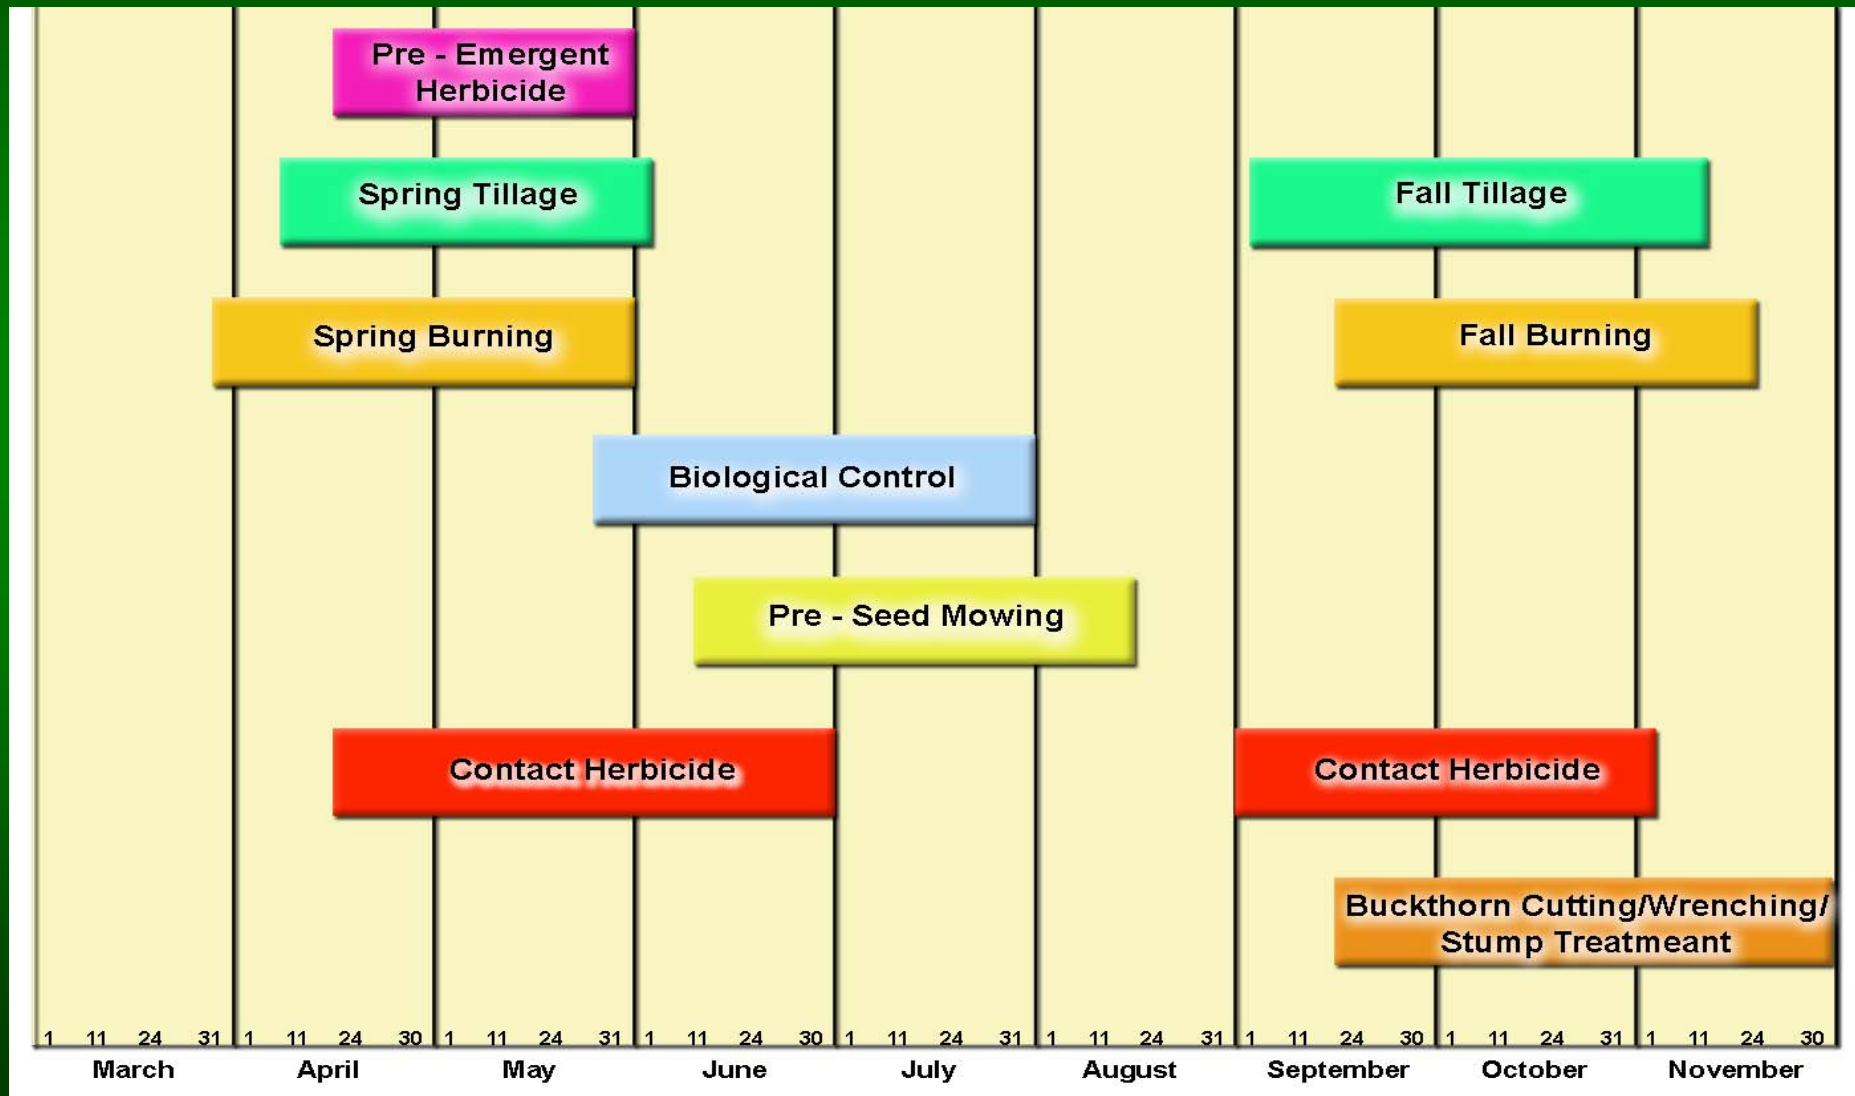 Pre - Emergent
Herbicide
Spring Tillage
Fall Tillage
Spring Burning
Fall Burning
Biological Control
Pre - Seed Mowing
Contact Herbicide
Contact Herbicide
Buckthorn Cutting/Wrenching/
Stump Treatmeant
1 11 24 31 1 11 24 30 1 11 24 31 1 11 24 30 1 11 24 31 1 11 24 31 1 11 24 30 1 11 24 31 1 11 24 30
March April May June July August September October November